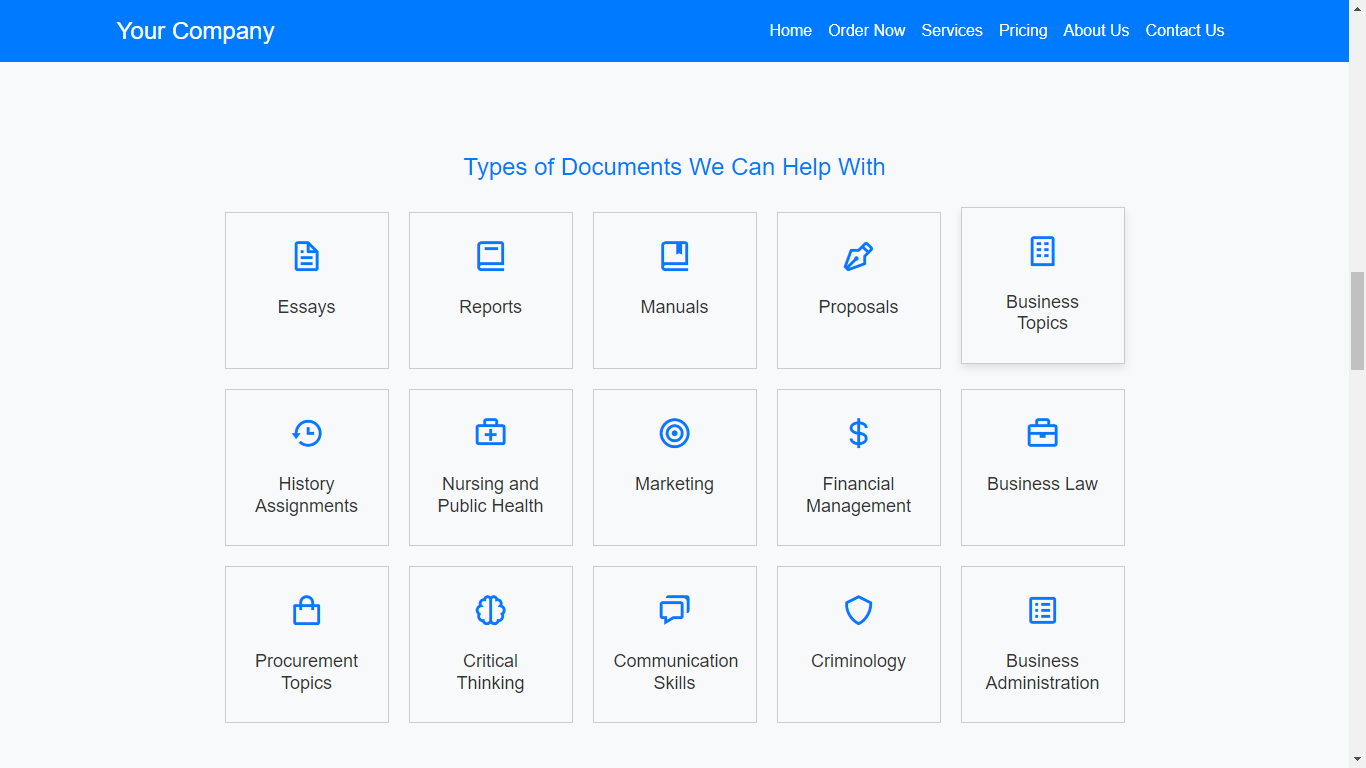 Your Company
Home Order Now Services Pricing About Us Contact Us
Types of Documents We Can Help With
Essays
Reports
Manuals
Proposals
Business
Topics
History
Assignments
Nursing and
Public Health
Marketing
Financial
Management
Business Law
Procurement
Topics
Critical
Thinking
Communication
Skills
Criminology
Business
Administration